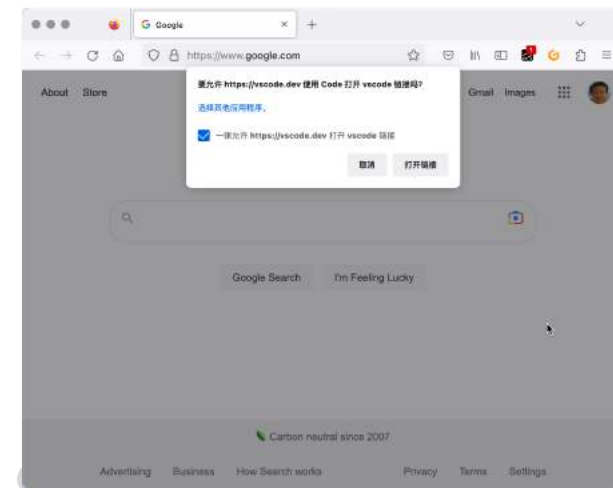 Google
https://www.google.com
About Store
Gmail Images
要允许 https://vscode.dev 使用 Code 打开 vscode 链接吗?
选择其他应用程序。
一律允许 https://vscode.dev 打开 vscode 链接
取消 打开链接
Google Search I'm Feeling Lucky
Carbon neutral since 2007
Advertising Business How Search works Privacy Terms Settings